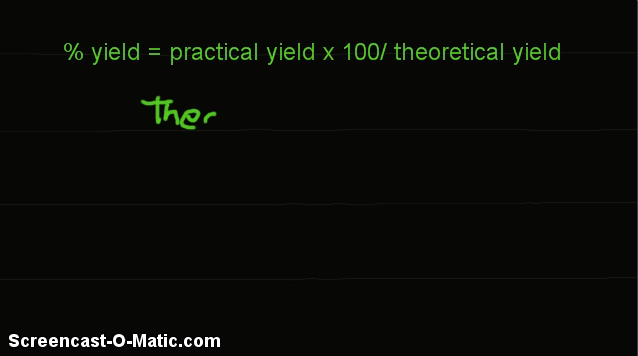 % yield = practical yield x 100/ theoretical yield
Ther
Screencast-O-Matic.com